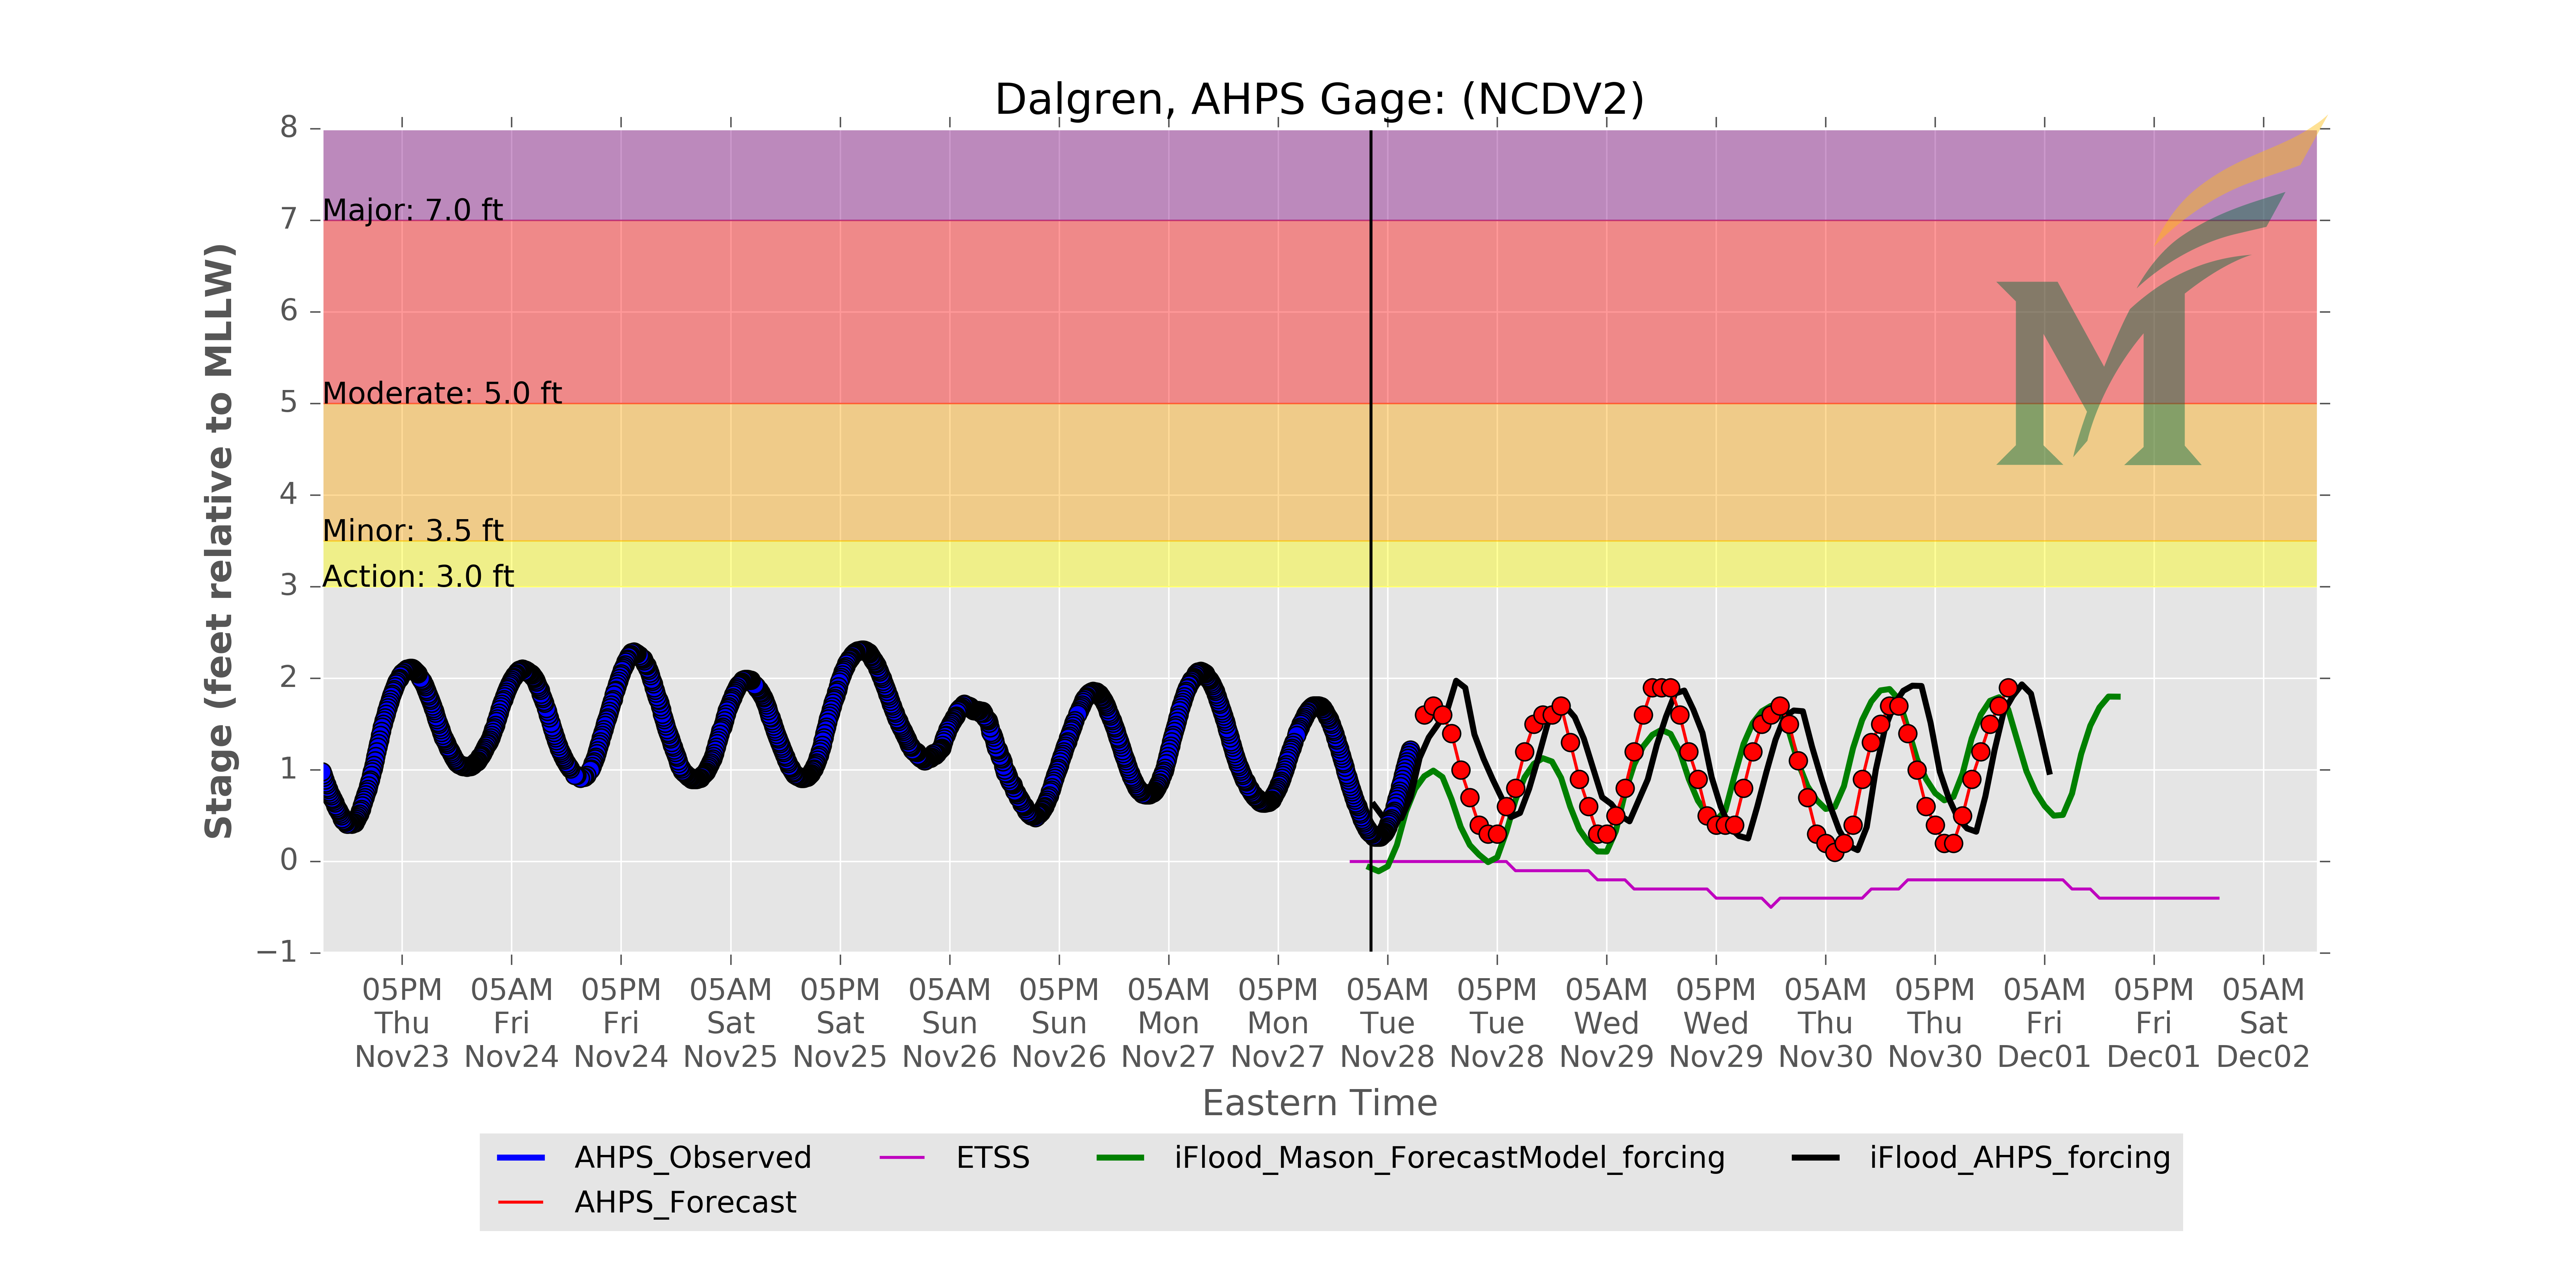 Dalgren, AHPS Gage: (NCDV2)
8
7
6
5
4
3
2
1
0
−1
Stage (feet relative to MLLW)
Major: 7.0 ft
Moderate: 5.0 ft
Minor: 3.5 ft
Action: 3.0 ft
M
05PM 05AM 05PM 05AM 05PM 05AM 05PM 05AM 05PM 05AM 05PM 05AM 05PM 05AM 05PM 05AM 05PM 05AM
Thu Fri Fri Sat Sat Sun Sun Mon Mon Tue Tue Wed Wed Thu Thu Fri Fri Sat
Nov23 Nov24 Nov24 Nov25 Nov25 Nov26 Nov26 Nov27 Nov27 Nov28 Nov28 Nov29 Nov29 Nov30 Nov30 Dec01 Dec01 Dec02
Eastern Time
AHPS_Observed ETSS iFlood_Mason_ForecastModel_forcing iFlood_AHPS_forcing
AHPS_Forecast